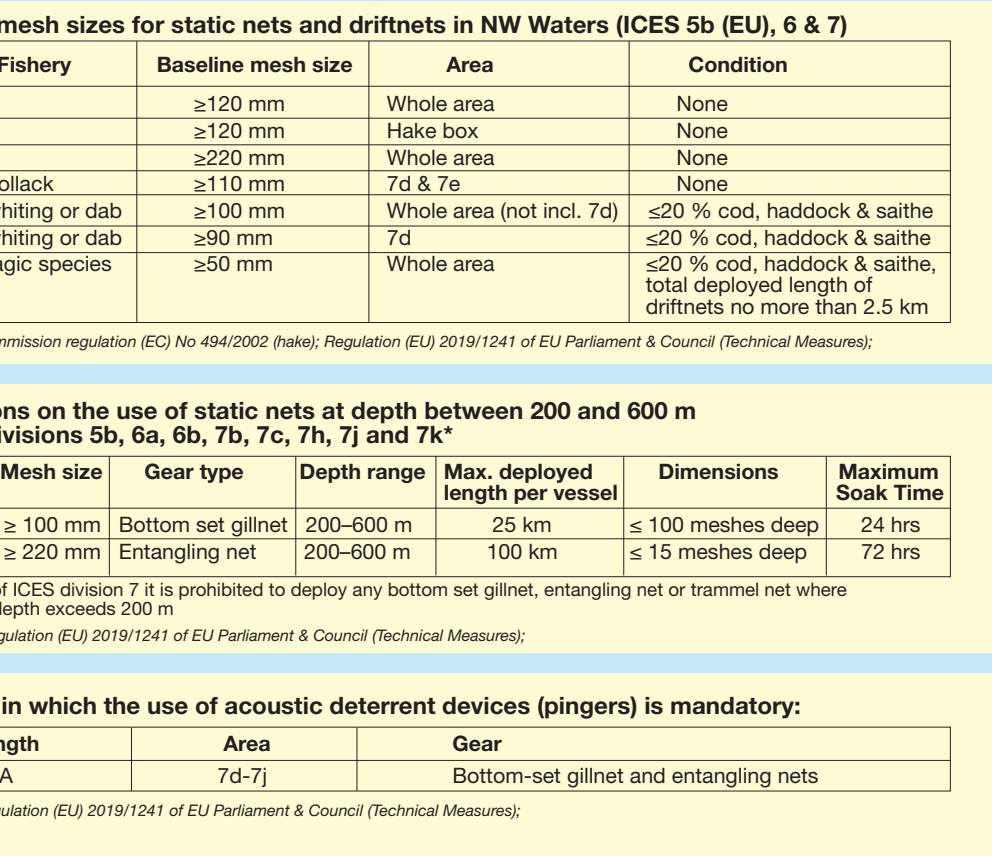 mesh sizes for static nets and driftnets in NW Waters (ICES 5b (EU), 6 & 7)
Fishery Baseline mesh size Area Condition
≥120 mm Whole area None
≥120 mm Hake box None
≥220 mm Whole area None
ollack ≥110 mm 7d & 7e None
hiting or dab ≥100 mm Whole area (not incl. 7d) ≤20 % cod, haddock & saithe
hiting or dab ≥90 mm 7d ≤20 % cod, haddock & saithe
agic species ≥50 mm Whole area ≤20 % cod, haddock & saithe,
total deployed length of
driftnets no more than 2.5 km
mmission regulation (EC) No 494/2002 (hake); Regulation (EU) 2019/1241 of EU Parliament & Council (Technical Measures);
ons on the use of static nets at depth between 200 and 600 m
ivisions 5b, 6a, 6b, 7b, 7c, 7h, 7j and 7k*
Mesh size Gear type Depth range Max. deployed Dimensions Maximum
length per vessel Soak Time
≥ 100 mm Bottom set gillnet 200–600 m 25 km ≤ 100 meshes deep 24 hrs
≥ 220 mm Entangling net 200–600 m 100 km ≤ 15 meshes deep 72 hrs
of ICES division 7 it is prohibited to deploy any bottom set gillnet, entangling net or trammel net where
depth exceeds 200 m
gulation (EU) 2019/1241 of EU Parliament & Council (Technical Measures);
in which the use of acoustic deterrent devices (pingers) is mandatory:
ngth Area Gear
A 7d-7j Bottom-set gillnet and entangling nets
ulation (EU) 2019/1241 of EU Parliament & Council (Technical Measures);